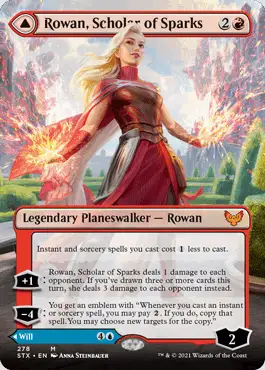 Rowan, Scholar of Sparks 2
Legendary Planeswalker — Rowan
Instant and sorcery spells you cast cost 1 less to cast.
+1: Rowan, Scholar of Sparks deals 1 damage to each
opponent. If you've drawn three or more cards this
turn, she deals 3 damage to each opponent instead.
−4: You get an emblem with "Whenever you cast an instant
or sorcery spell, you may pay 2. If you do, copy that
spell. You may choose new targets for the copy."
Will 4
2
278 M
STX • EN ANNA STEINBAUER
™ & © 2021 Wizards of the Coast